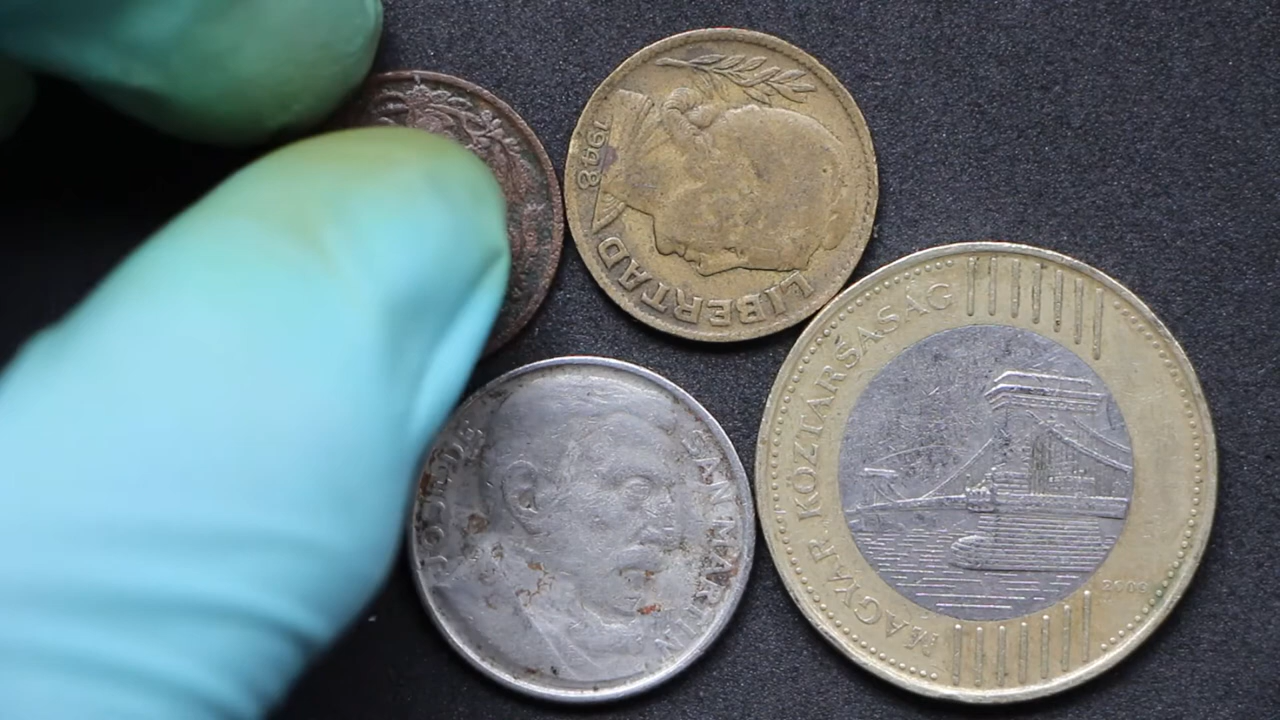 1948
LIBERTAD
JOSE DE
SAN MARTIN
MAGYAR KÖZTÁRSASÁG
2009